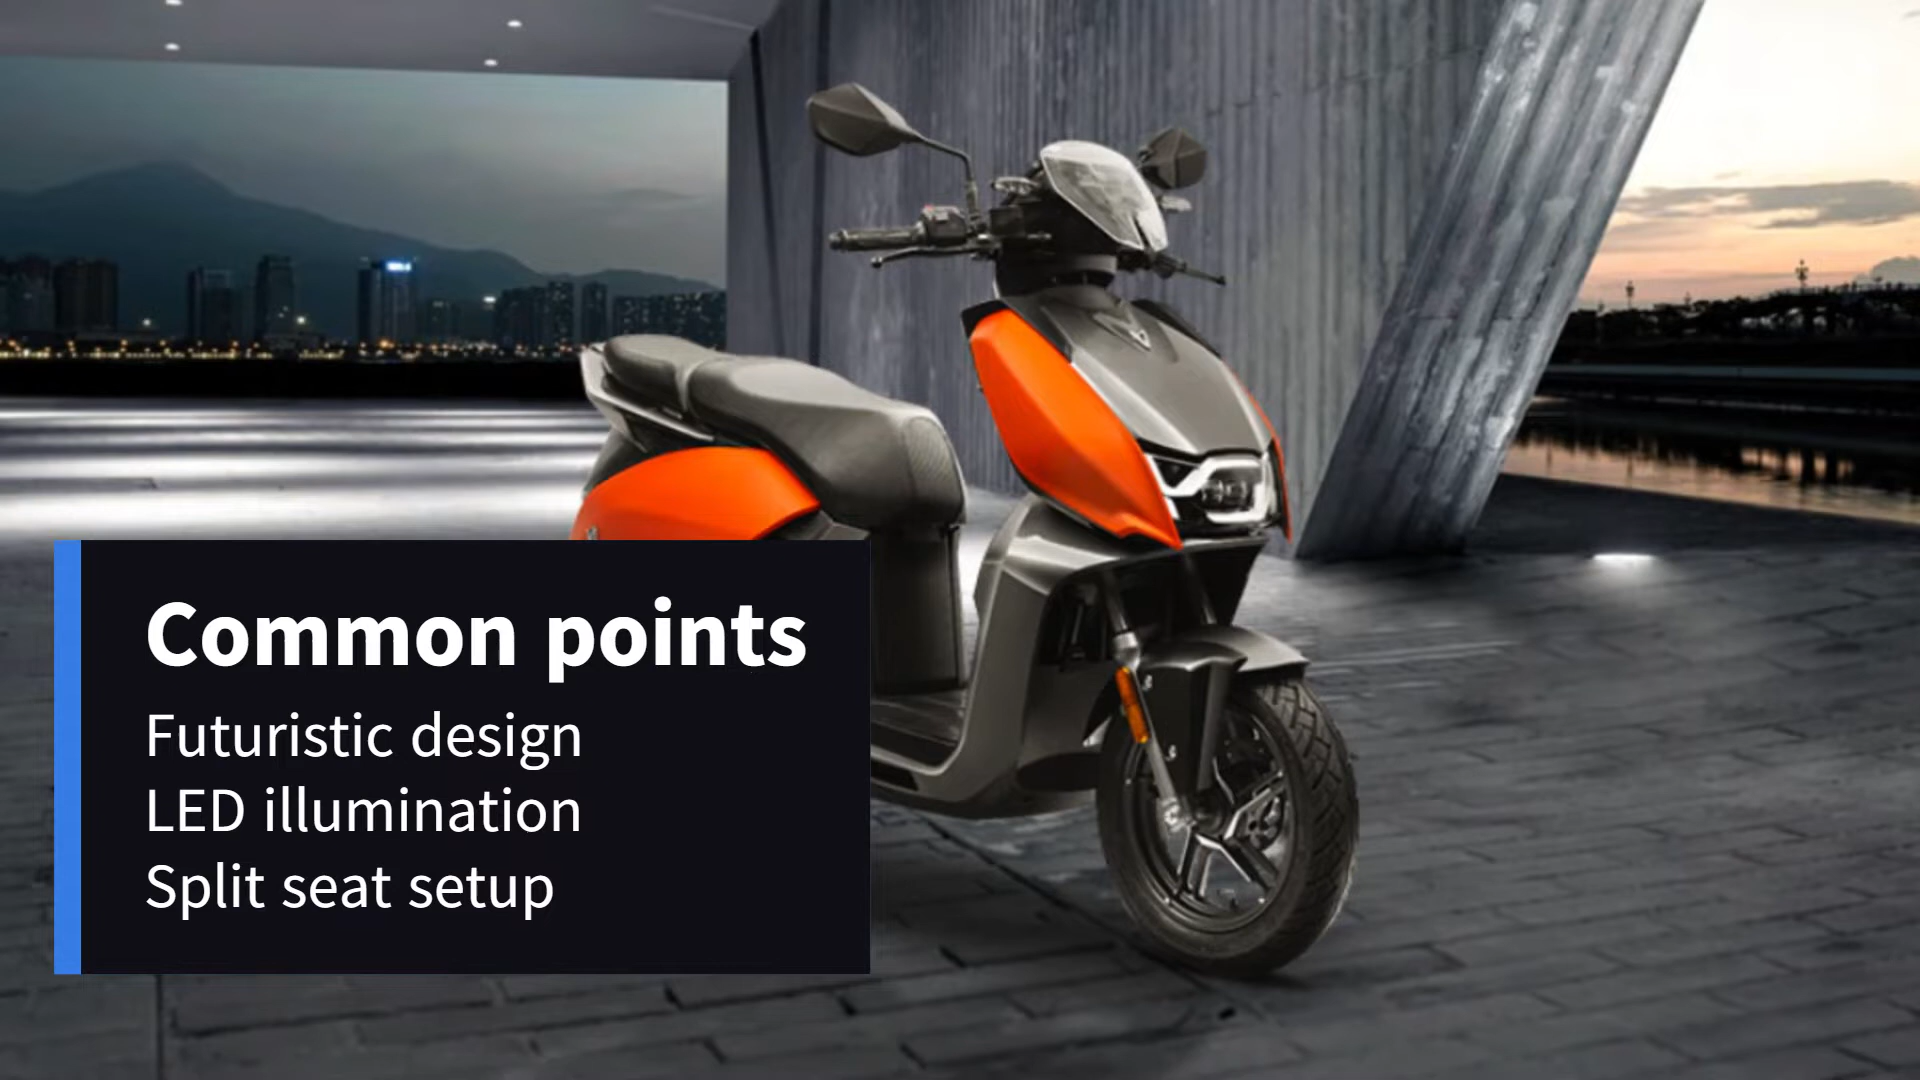 Common points
Futuristic design
LED illumination
Split seat setup